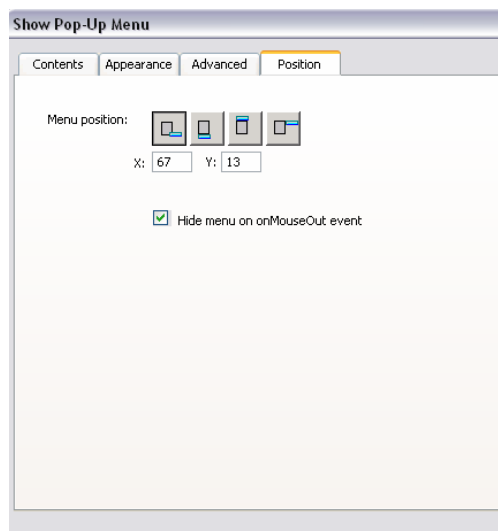 Show Pop-Up Menu
Contents Appearance Advanced Position
Menu position:
X: 67 Y: 13
Hide menu on onMouseOut event